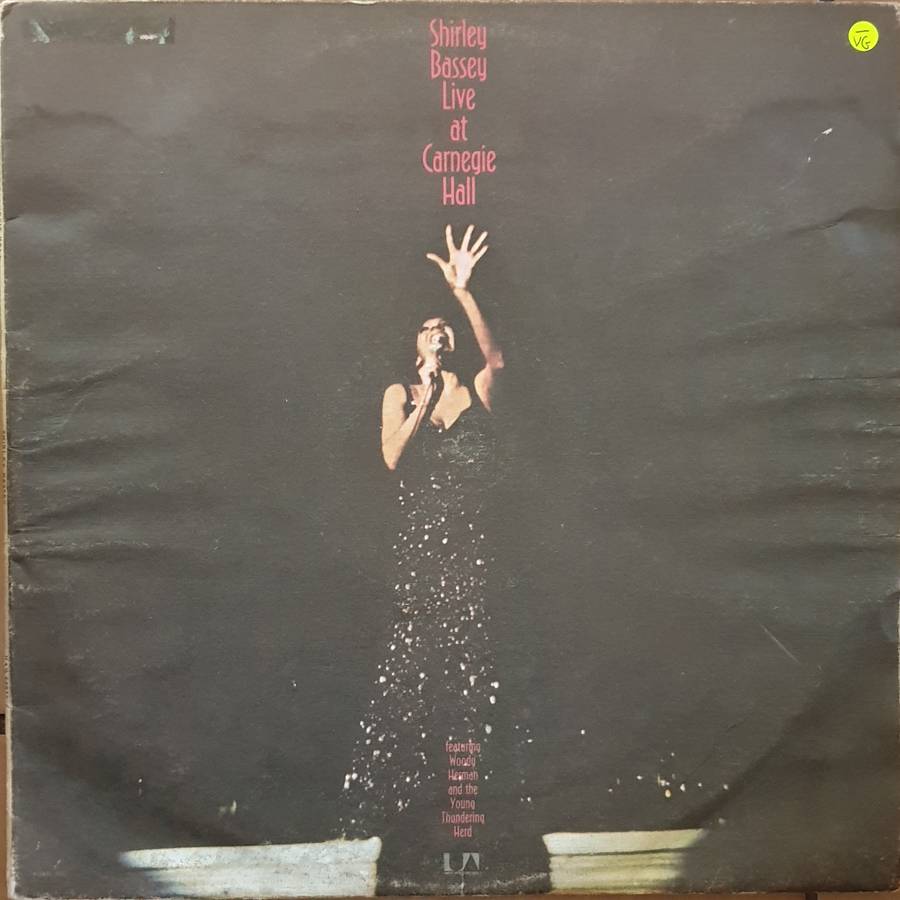 Shirley
Bassey
Live
at
Carnegie
Hall
VG
featuring
Woody
Herman
and the
Young
Thundering
Herd
UA